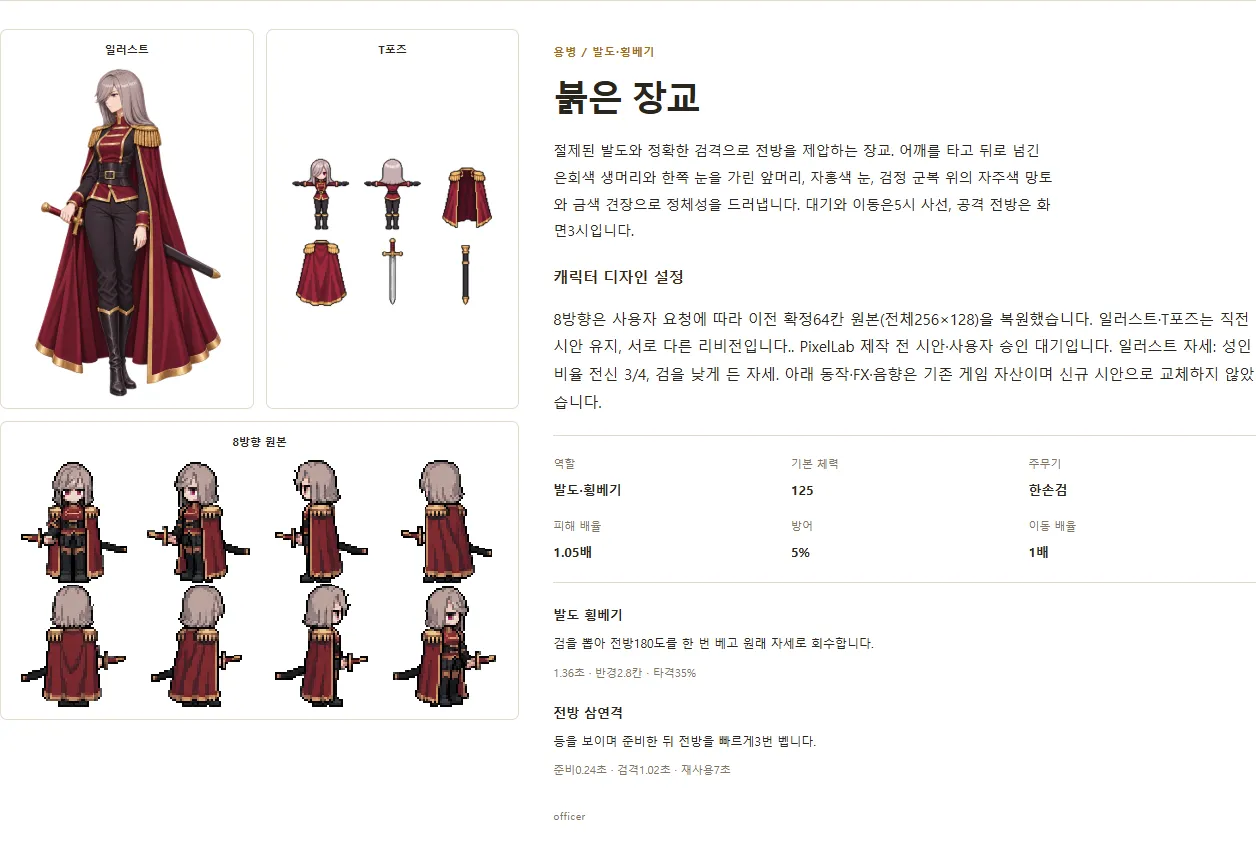 일러스트
T포즈
8방향 원본
용병 / 발도·횡베기
붉은 장교
절제된 발도와 정확한 검격으로 전방을 제압하는 장교. 어깨를 타고 뒤로 넘긴
은회색 생머리와 한쪽 눈을 가린 앞머리, 자홍색 눈, 검정 군복 위의 자주색 망토
와 금색 견장으로 정체성을 드러냅니다. 대기와 이동은5시 사선, 공격 전방은 화
면3시입니다.
캐릭터 디자인 설정
8방향은 사용자 요청에 따라 이전 확정64칸 원본(전체256×128)을 복원했습니다. 일러스트·T포즈는 직전
시안 유지, 서로 다른 리비전입니다.. PixelLab 제작 전 시안·사용자 승인 대기입니다. 일러스트 자세: 성인
비율 전신 3/4, 검을 낮게 든 자세. 아래 동작·FX·음향은 기존 게임 자산이며 신규 시안으로 교체하지 않았
습니다.
역할
기본 체력
주무기
발도·횡베기
125
한손검
피해 배율
방어
이동 배율
1.05배
5%
1배
발도 횡베기
검을 뽑아 전방180도를 한 번 베고 원래 자세로 회수합니다.
1.36초 · 반경2.8칸 · 타격35%
전방 삼연격
등을 보이며 준비한 뒤 전방을 빠르게3번 벱니다.
준비0.24초 · 검격1.02초 · 재사용7초
officer